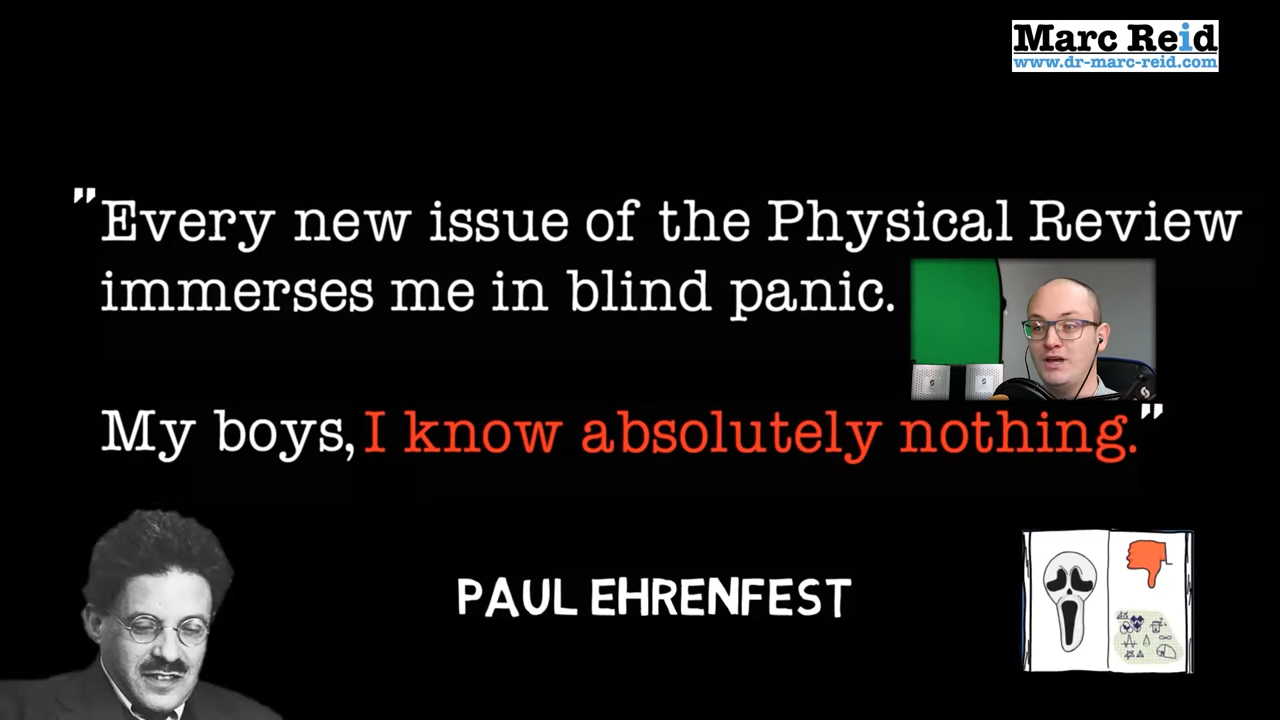 Marc Reid
www.dr-marc-reid.com
"Every new issue of the Physical Review
immerses me in blind panic.
My boys, I know absolutely nothing."
PAUL EHRENFEST